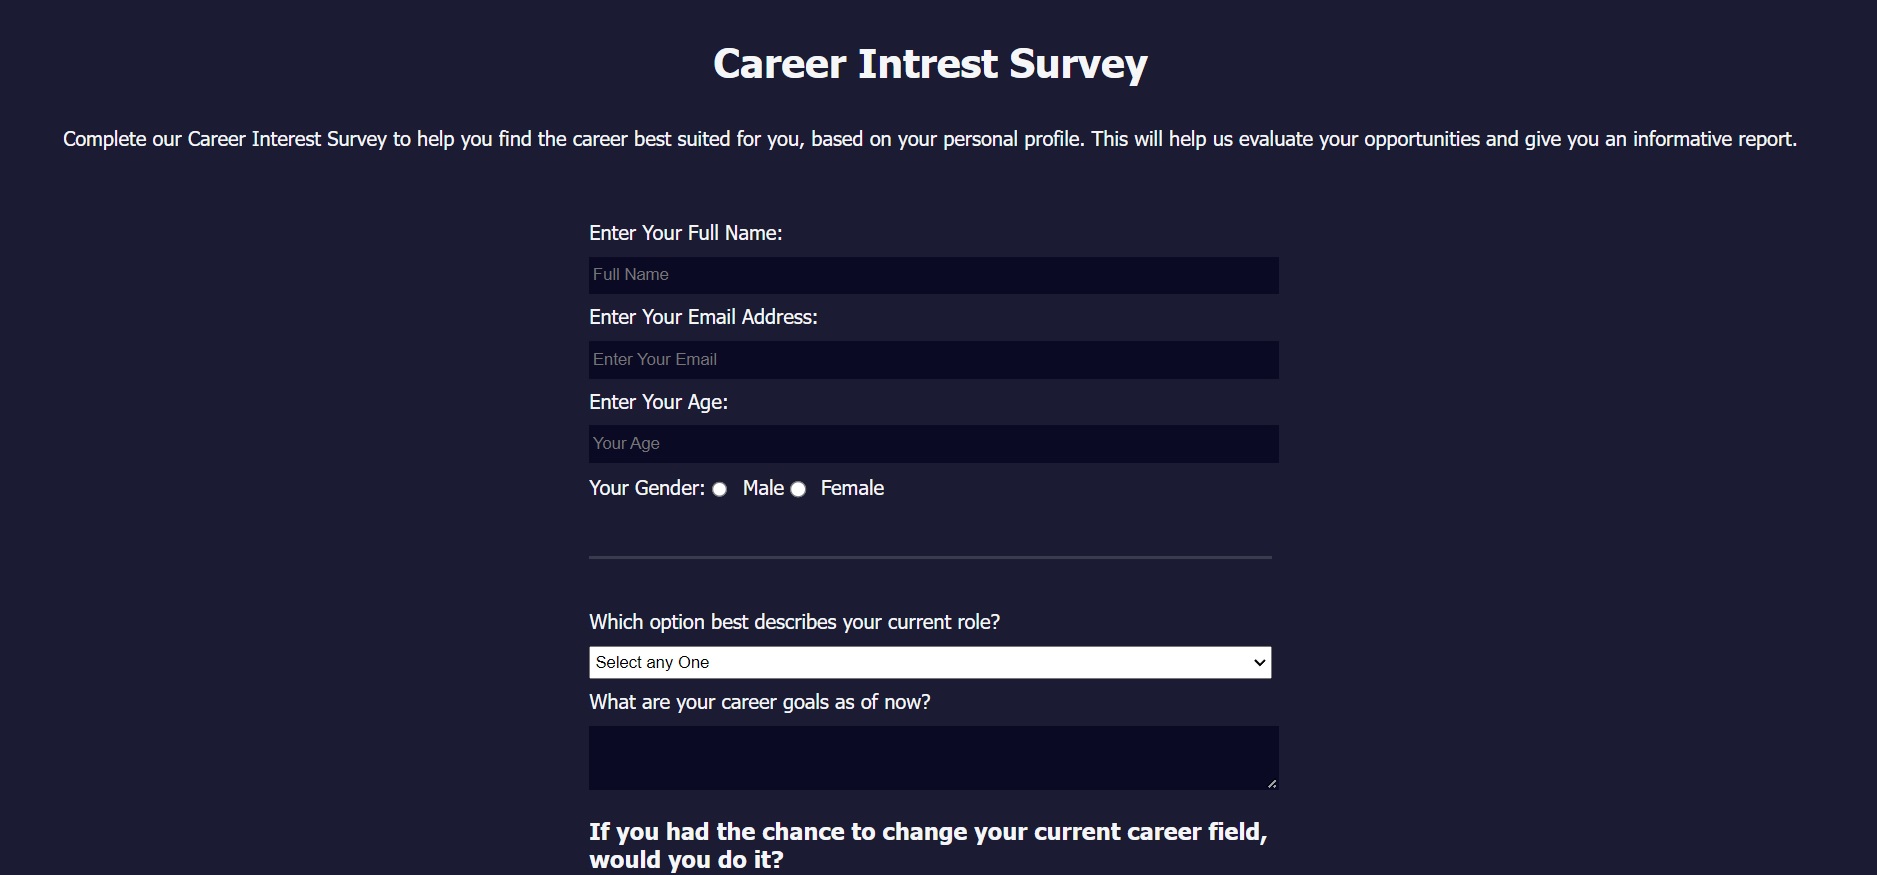 Career Intrest Survey
Complete our Career Interest Survey to help you find the career best suited for you, based on your personal profile. This will help us evaluate your opportunities and give you an informative report.
Enter Your Full Name:
Full Name
Enter Your Email Address:
Enter Your Email
Enter Your Age:
Your Age
Your Gender: Male Female
Which option best describes your current role?
Select any One
What are your career goals as of now?
If you had the chance to change your current career field,
would you do it?